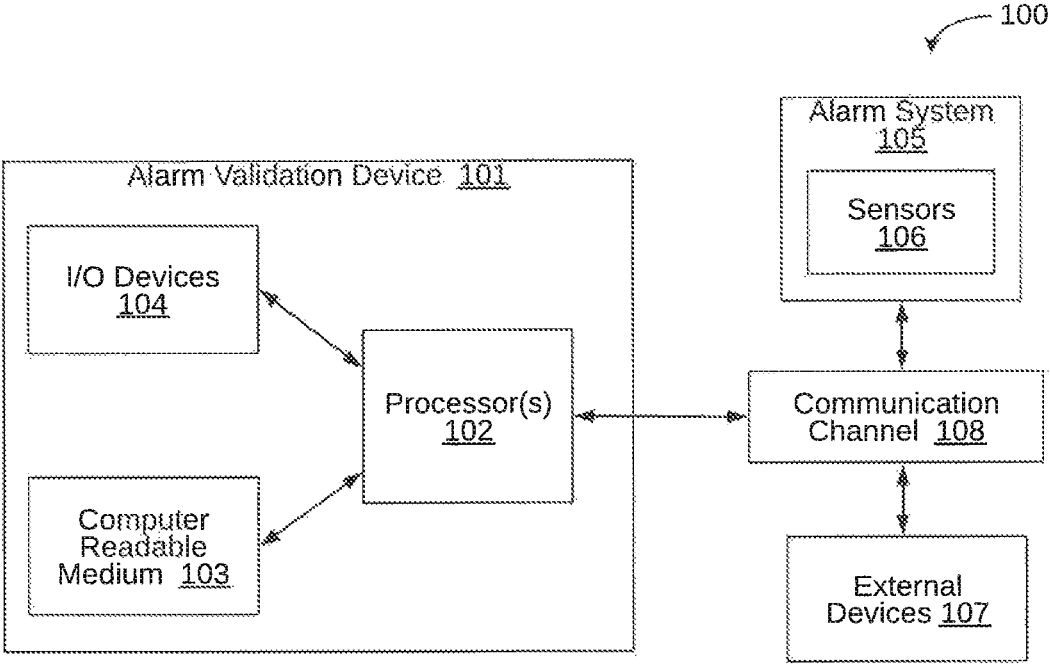 100
Alarm System
105
Sensors
106
Alarm Validation Device 101
I/O Devices
104
Processor(s)
102
Computer
Readable
Medium 103
Communication
Channel 108
External
Devices 107